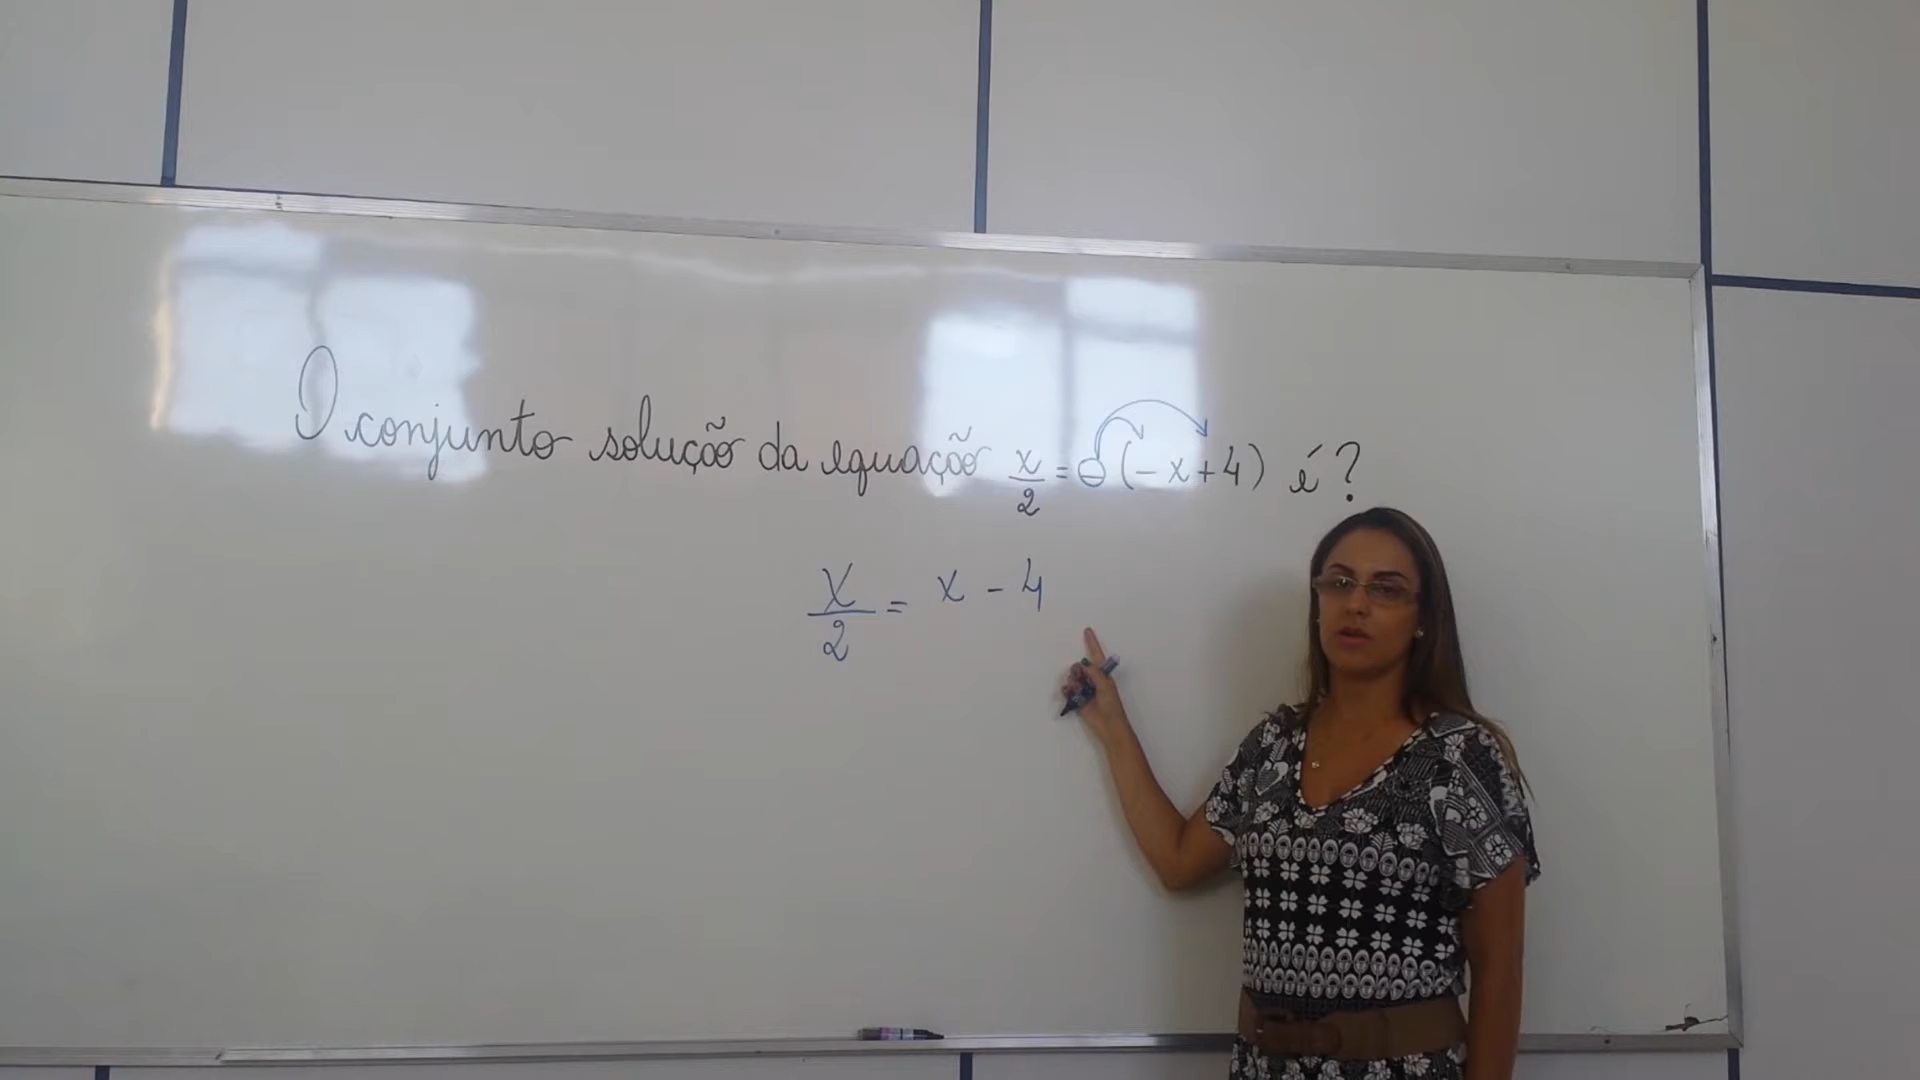 O conjunto solução da equação x/2 = -(-x+4) é?
x/2 = x - 4